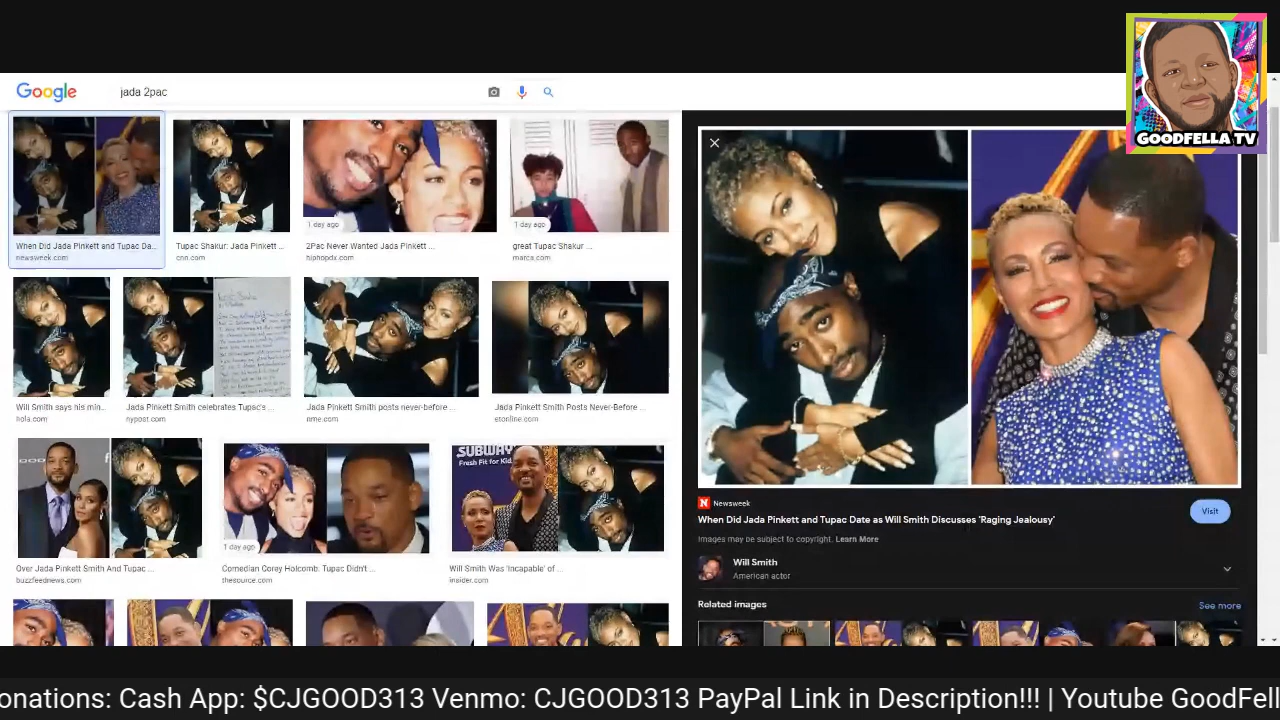 Google
jada 2pac
GOODFELLA TV
1 day ago
1 day ago
When Did Jada Pinkett and Tupac Da...
newsweek.com
Tupac Shakur: Jada Pinkett ...
cnn.com
2Pac Never Wanted Jada Pinkett ...
hiphopdx.com
great Tupac Shakur ...
marca.com
Will Smith says his min...
nola.com
Jada Pinkett Smith celebrates Tupac's ...
nypost.com
Jada Pinkett Smith posts never-before ...
nme.com
Jada Pinkett Smith Posts Never-Before ...
etonline.com
SUBWAY
Fresh Fit for Kid
1 day ago
Over Jada Pinkett Smith And Tupac ...
buzzfeednews.com
Comedian Corey Holcomb: Tupac Didn't ...
thesource.com
Will Smith Was 'Incapable' of ...
insider.com
N Newsweek
When Did Jada Pinkett and Tupac Date as Will Smith Discusses 'Raging Jealousy'
Visit
Images may be subject to copyright. Learn More
Will Smith
American actor
Related images
See more
onations: Cash App: $CJGOOD313 Venmo: CJGOOD313 PayPal Link in Description!!! | Youtube GoodFell